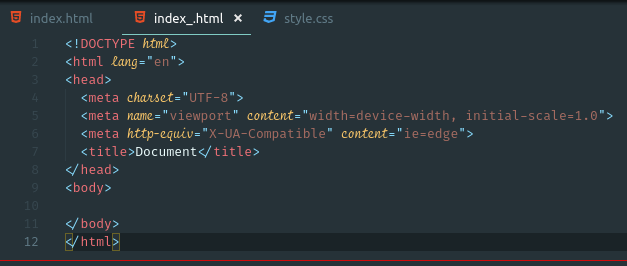 index.html index_.html × style.css
1 <!DOCTYPE html>
2 <html lang="en">
3 <head>
4 <meta charset="UTF-8">
5 <meta name="viewport" content="width=device-width, initial-scale=1.0">
6 <meta http-equiv="X-UA-Compatible" content="ie=edge">
7 <title>Document</title>
8 </head>
9 <body>
10
11 </body>
12 </html>